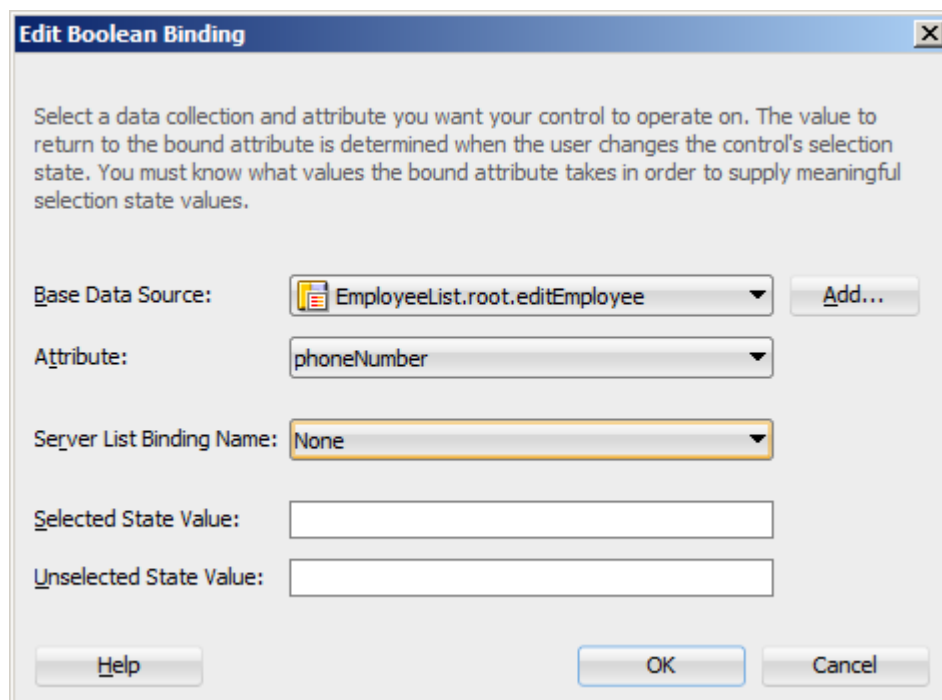 Edit Boolean Binding
Select a data collection and attribute you want your control to operate on. The value to
return to the bound attribute is determined when the user changes the control's selection
state. You must know what values the bound attribute takes in order to supply meaningful
selection state values.
Base Data Source: EmployeeList.root.editEmployee Add...
Attribute: phoneNumber
Server List Binding Name: None
Selected State Value:
Unselected State Value:
Help OK Cancel